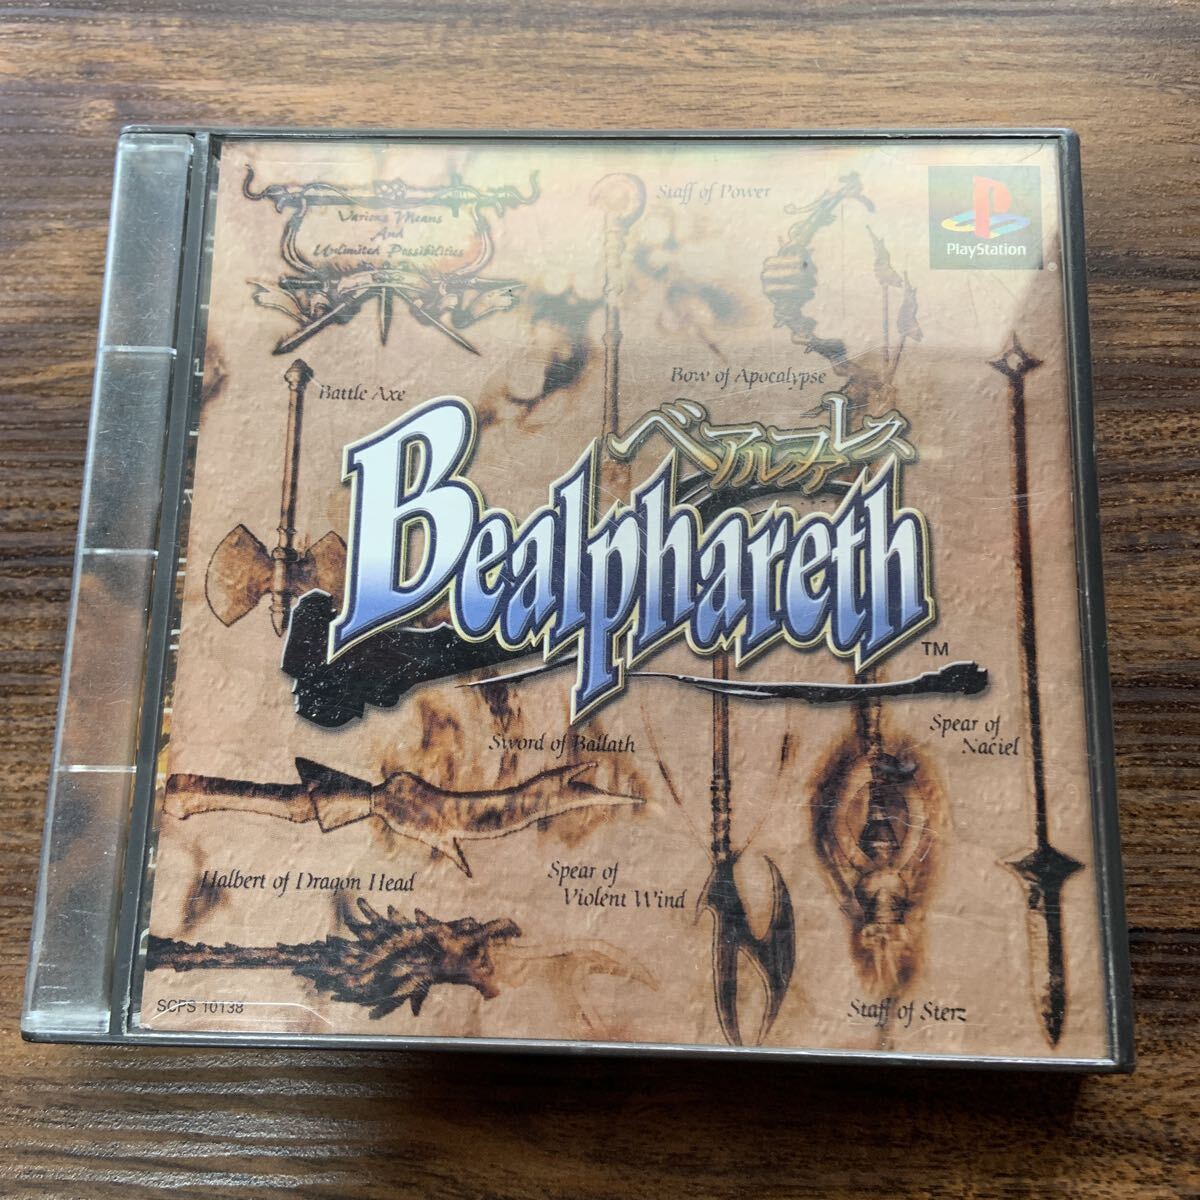 Various Means
And
Unlimited Possibilities
Staff of Power
PlayStation
®
Battle Axe
Bow of Apocalypse
ベアルファレス
Bealphareth
TM
Spear of
Naciel
Sword of Ballath
Halbert of Dragon Head
Spear of
Violent Wind
SCPS 10138
Staff of Sterz